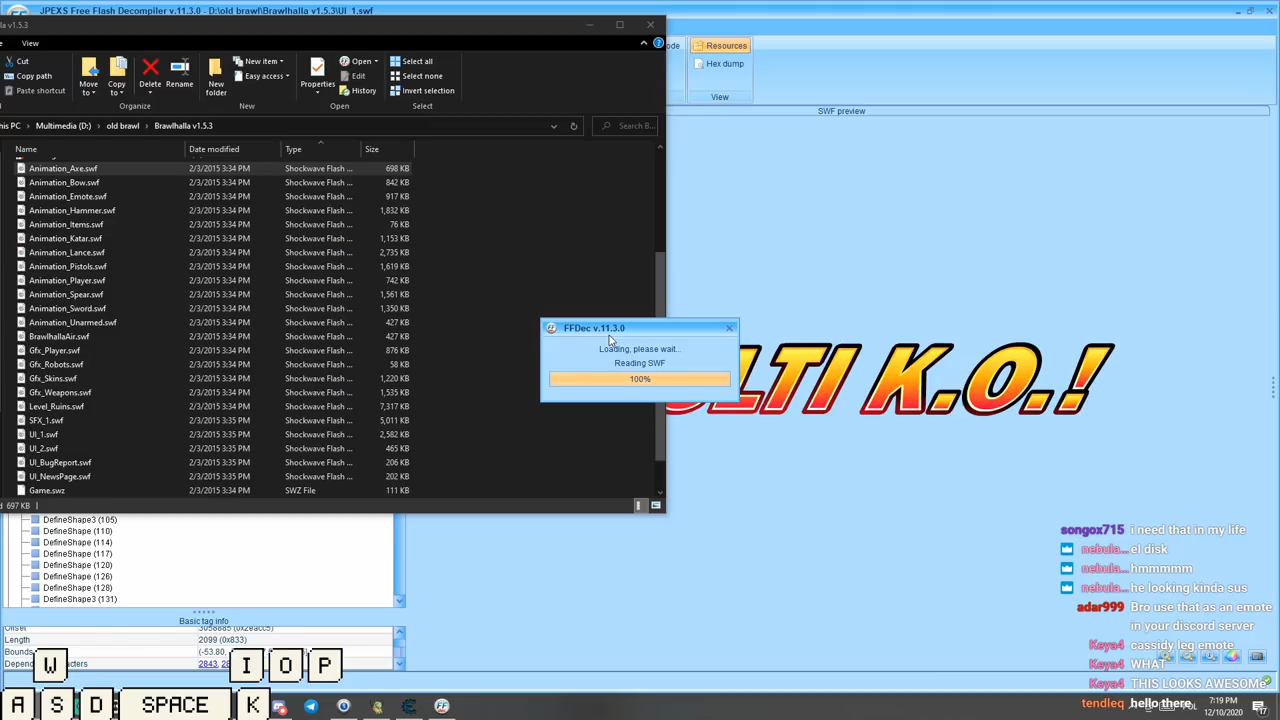 JPEXS Free Flash Decompiler v.11.3.0 - D:\old brawl\Brawlhalla v1.5.3\UI_1.swf
la v1.5.3
View
Cut
Copy path
Paste shortcut
Move to
Copy to
Delete
Rename
Organize
New folder
New item
Easy access
New
Properties
Open
Edit
History
Open
Select all
Select none
Invert selection
Select
ode
Resources
Hex dump
View
SWF preview
his PC > Multimedia (D:) > old brawl > Brawlhalla v1.5.3
Search B...
Name Date modified Type Size
Animation_Axe.swf 2/3/2015 3:34 PM Shockwave Flash ... 698 KB
Animation_Bow.swf 2/3/2015 3:34 PM Shockwave Flash ... 842 KB
Animation_Emote.swf 2/3/2015 3:34 PM Shockwave Flash ... 917 KB
Animation_Hammer.swf 2/3/2015 3:34 PM Shockwave Flash ... 1,832 KB
Animation_Items.swf 2/3/2015 3:34 PM Shockwave Flash ... 76 KB
Animation_Katar.swf 2/3/2015 3:34 PM Shockwave Flash ... 1,153 KB
Animation_Lance.swf 2/3/2015 3:34 PM Shockwave Flash ... 2,735 KB
Animation_Pistols.swf 2/3/2015 3:34 PM Shockwave Flash ... 1,619 KB
Animation_Player.swf 2/3/2015 3:34 PM Shockwave Flash ... 742 KB
Animation_Spear.swf 2/3/2015 3:34 PM Shockwave Flash ... 1,561 KB
Animation_Sword.swf 2/3/2015 3:34 PM Shockwave Flash ... 1,350 KB
Animation_Unarmed.swf 2/3/2015 3:34 PM Shockwave Flash ... 427 KB
BrawlhallaAir.swf 2/3/2015 3:34 PM Shockwave Flash ... 427 KB
Gfx_Player.swf 2/3/2015 3:34 PM Shockwave Flash ... 876 KB
Gfx_Robots.swf 2/3/2015 3:34 PM Shockwave Flash ... 58 KB
Gfx_Skins.swf 2/3/2015 3:34 PM Shockwave Flash ... 1,220 KB
Gfx_Weapons.swf 2/3/2015 3:34 PM Shockwave Flash ... 1,535 KB
Level_Ruins.swf 2/3/2015 3:34 PM Shockwave Flash ... 7,317 KB
SFX_1.swf 2/3/2015 3:35 PM Shockwave Flash ... 5,011 KB
UI_1.swf 2/3/2015 3:35 PM Shockwave Flash ... 2,582 KB
UI_2.swf 2/3/2015 3:35 PM Shockwave Flash ... 465 KB
UI_BugReport.swf 2/3/2015 3:35 PM Shockwave Flash ... 206 KB
UI_NewsPage.swf 2/3/2015 3:35 PM Shockwave Flash ... 202 KB
Game.swz 2/3/2015 3:34 PM SWZ File 111 KB
d 697 KB
FFDec v.11.3.0
Loading, please wait...
Reading SWF
100%
LTI K.O.!
DefineShape3 (105)
DefineShape (110)
DefineShape (114)
DefineShape (117)
DefineShape (120)
DefineShape (126)
DefineShape (128)
DefineShape3 (131)
Basic tag info
Offset 3058885 (0x2eacc5)
Length 2099 (0x833)
Bounds (-53.80,
Depen characters 2843, 28
songox715 i need that in my life
nebula... el disk
nebula... hmmmmm
nebula... he looking kinda sus
adar999 Bro use that as an emote
in your discord server
Keya4 cassidy leg emote
Keya4 WHAT
Keya4 THIS LOOKS AWESOME
tendleq hello there
W I O P
A S D SPACE K
7:19 PM
12/10/2020
17